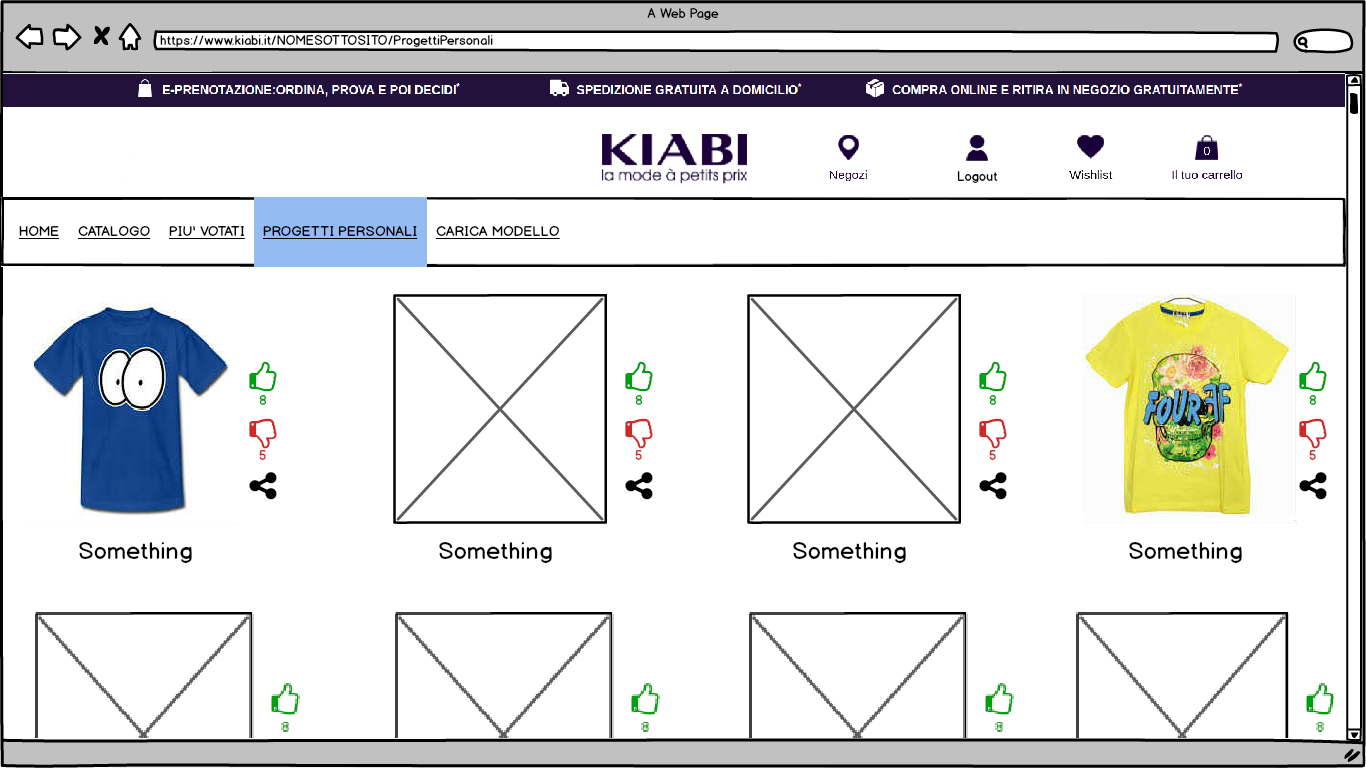 A Web Page
https://www.kiabi.it/NOMESOTTOSITO/ProgettiPersonali
E-PRENOTAZIONE:ORDINA, PROVA E POI DECIDI*
SPEDIZIONE GRATUITA A DOMICILIO*
COMPRA ONLINE E RITIRA IN NEGOZIO GRATUITAMENTE*
KIABI
la mode à petits prix
Negozi
Logout
Wishlist
0
Il tuo carrello
HOME
CATALOGO
PIU' VOTATI
PROGETTI PERSONALI
CARICA MODELLO
8
5
8
5
8
5
FOUR
8
5
Something
Something
Something
Something
8
8
8
8